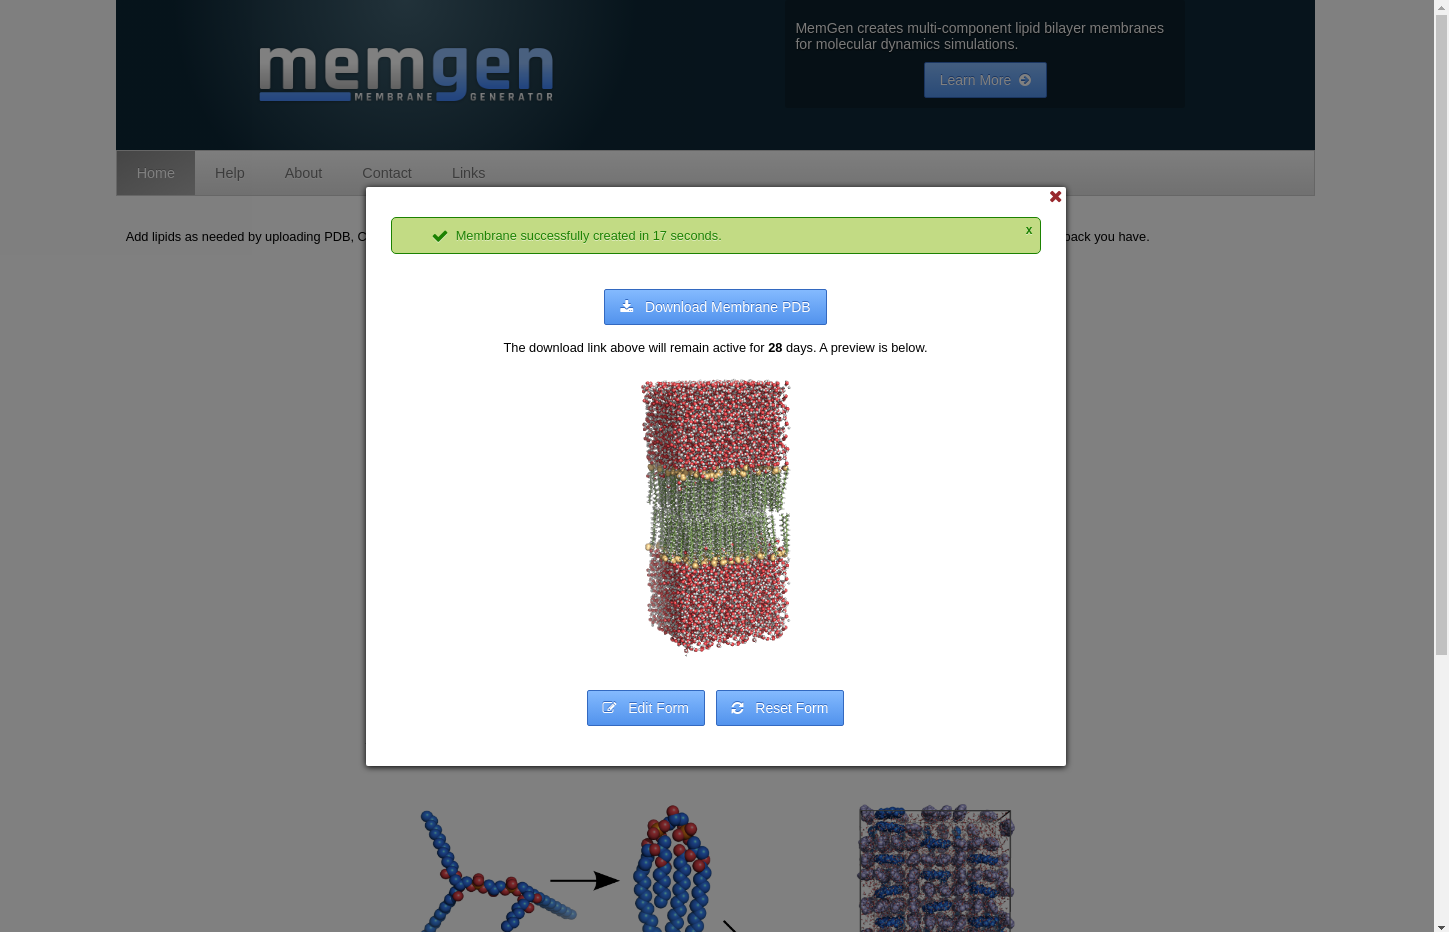 memgen
MEMBRANE GENERATOR
MemGen creates multi-component lipid bilayer membranes
for molecular dynamics simulations.
Learn More
Home Help About Contact Links
Add lipids as needed by uploading PDB, back you have.
x
Membrane successfully created in 17 seconds.
Download Membrane PDB
The download link above will remain active for 28 days. A preview is below.
Edit Form Reset Form